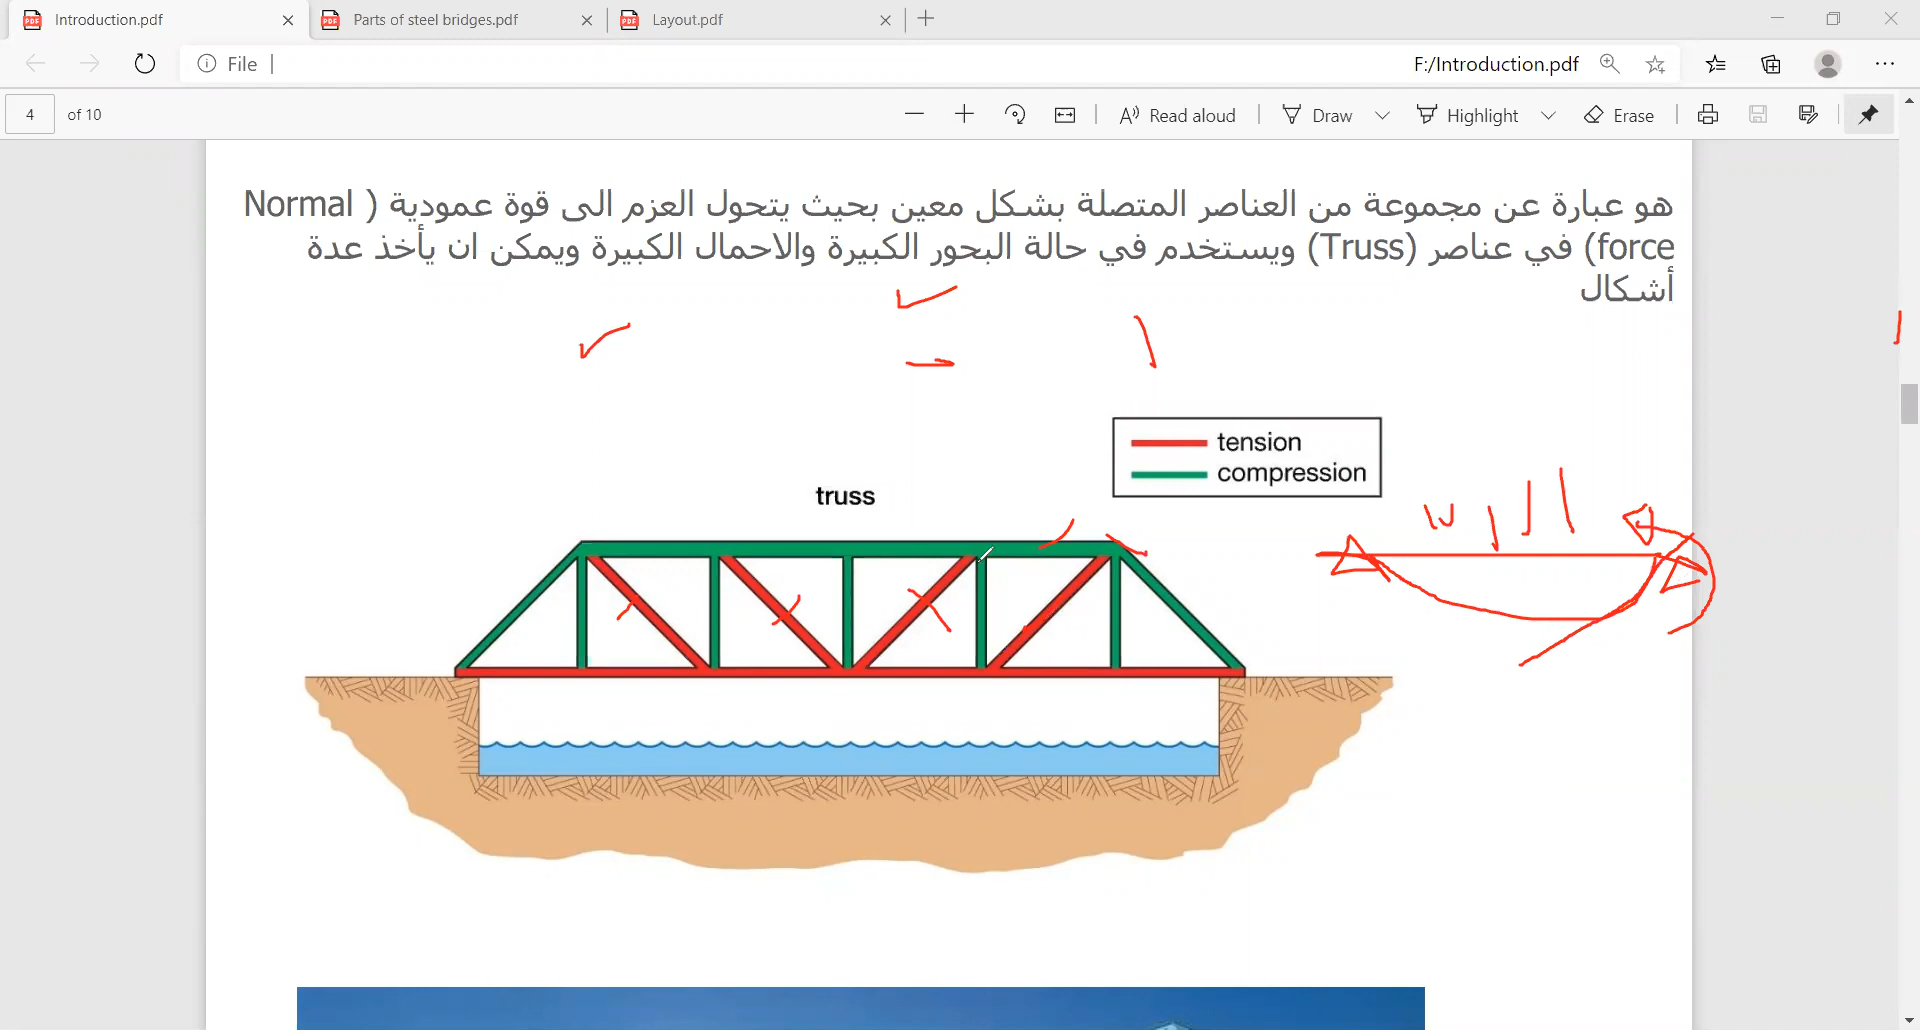 Introduction.pdf
Parts of steel bridges.pdf
Layout.pdf
File
F:/Introduction.pdf
4 of 10
Read aloud
Draw
Highlight
Erase
هو عبارة عن مجموعة من العناصر المتصلة بشكل معين بحيث يتحول العزم الى قوة عمودية ( Normal
force) في عناصر (Truss) ويستخدم في حالة البحور الكبيرة والاحمال الكبيرة ويمكن ان يأخذ عدة
أشكال
tension
compression
truss